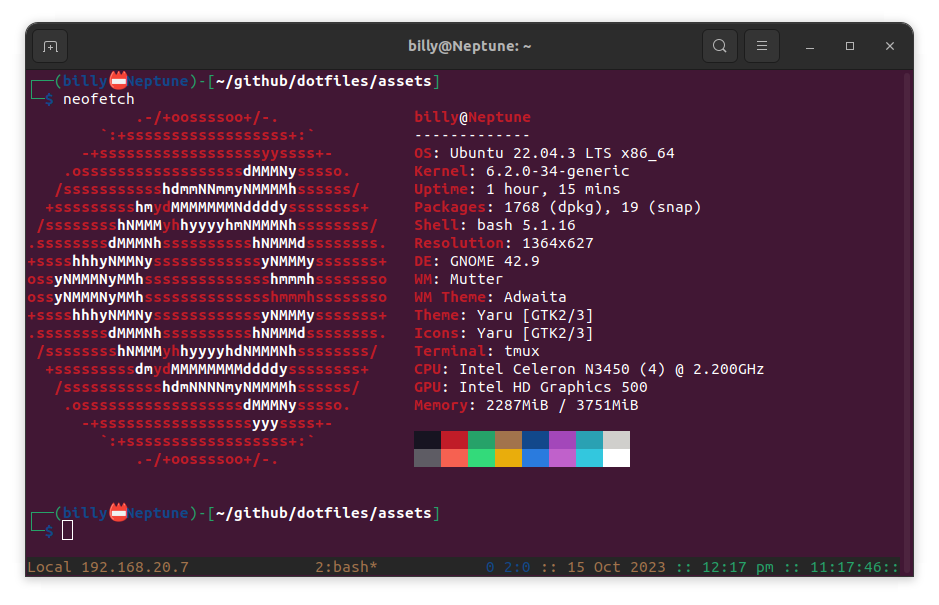 billy@Neptune: ~
┌──(billy📛Neptune)-[~/github/dotfiles/assets]
└─$ neofetch
            .-/+oossssoo+/-.               billy@Neptune
        `:+ssssssssssssssssss+:`           -------------
      -+ssssssssssssssssssyyssss+-         OS: Ubuntu 22.04.3 LTS x86_64
    .ossssssssssssssssssdMMMNysssso.       Kernel: 6.2.0-34-generic
   /ssssssssssshdmmNNmmyNMMMMhssssss/      Uptime: 1 hour, 15 mins
  +ssssssssshmydMMMMMMMNddddyssssssss+     Packages: 1768 (dpkg), 19 (snap)
 /sssssssshNMMMyhhyyyyhmNMMMNhssssssss/    Shell: bash 5.1.16
.ssssssssdMMMNhsssssssssshNMMMdssssssss.   Resolution: 1364x627
+sssshhhyNMMNyssssssssssssyNMMMysssssss+   DE: GNOME 42.9
ossyNMMMNyMMhsssssssssssssshmmmhssssssso   WM: Mutter
ossyNMMMNyMMhsssssssssssssshmmmhssssssso   WM Theme: Adwaita
+sssshhhyNMMNyssssssssssssyNMMMysssssss+   Theme: Yaru [GTK2/3]
.ssssssssdMMMNhsssssssssshNMMMdssssssss.   Icons: Yaru [GTK2/3]
 /sssssssshNMMMyhhyyyyhdNMMMNhssssssss/    Terminal: tmux
  +sssssssssdmydMMMMMMMMddddyssssssss+     CPU: Intel Celeron N3450 (4) @ 2.200GHz
   /ssssssssssshdmNNNNmyNMMMMhssssss/      GPU: Intel HD Graphics 500
    .ossssssssssssssssssdMMMNysssso.       Memory: 2287MiB / 3751MiB
      -+sssssssssssssssssyyyssss+-
        `:+ssssssssssssssssss+:`
            .-/+oossssoo+/-.
┌──(billy📛Neptune)-[~/github/dotfiles/assets]
└─$
Local 192.168.20.7 2:bash* 0 2:0 :: 15 Oct 2023 :: 12:17 pm :: 11:17:46::